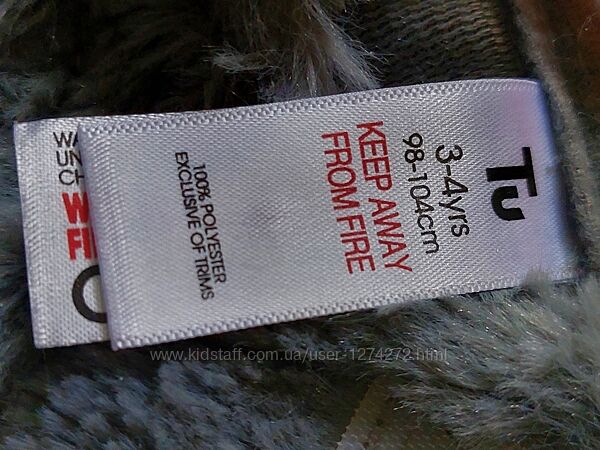 Tu
3-4yrs
98-104cm
KEEP AWAY
FROM FIRE
100% POLYESTER
EXCLUSIVE OF TRIMS
www.kidstaff.com.ua/user-1274272.html